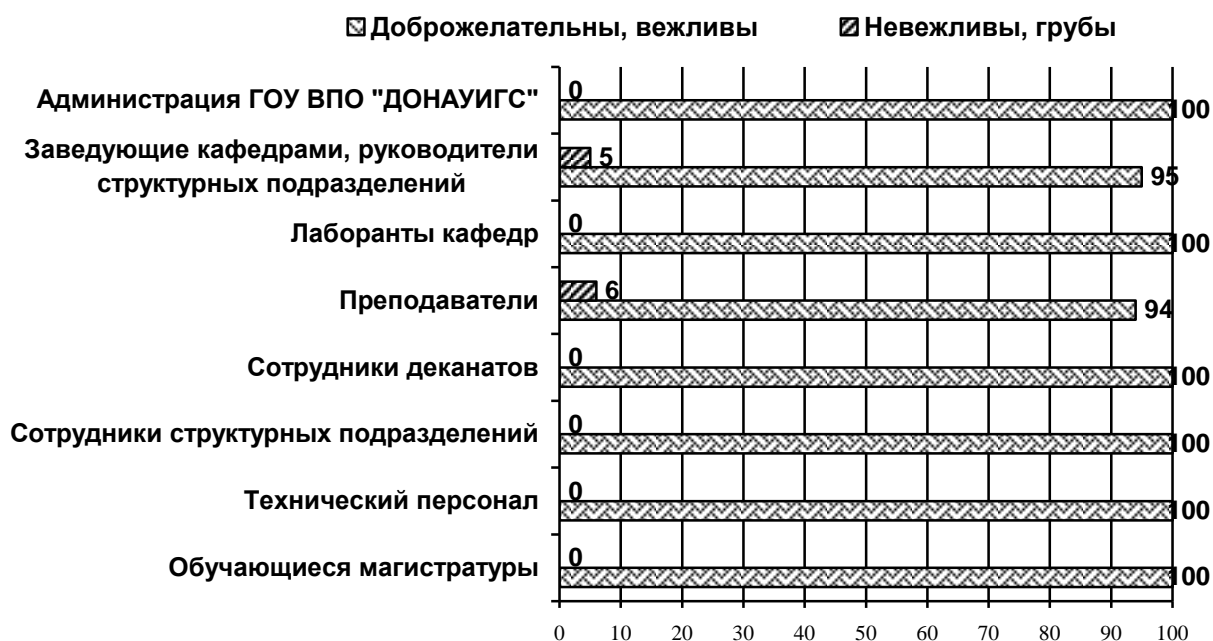 Доброжелательны, вежливы Невежливы, грубы
Администрация ГОУ ВПО "ДОНАУИГС"
0
100
Заведующие кафедрами, руководители
структурных подразделений
5
95
Лаборанты кафедр
0
100
Преподаватели
6
94
Сотрудники деканатов
0
100
Сотрудники структурных подразделений
0
100
Технический персонал
0
100
Обучающиеся магистратуры
0
100
0 10 20 30 40 50 60 70 80 90 100